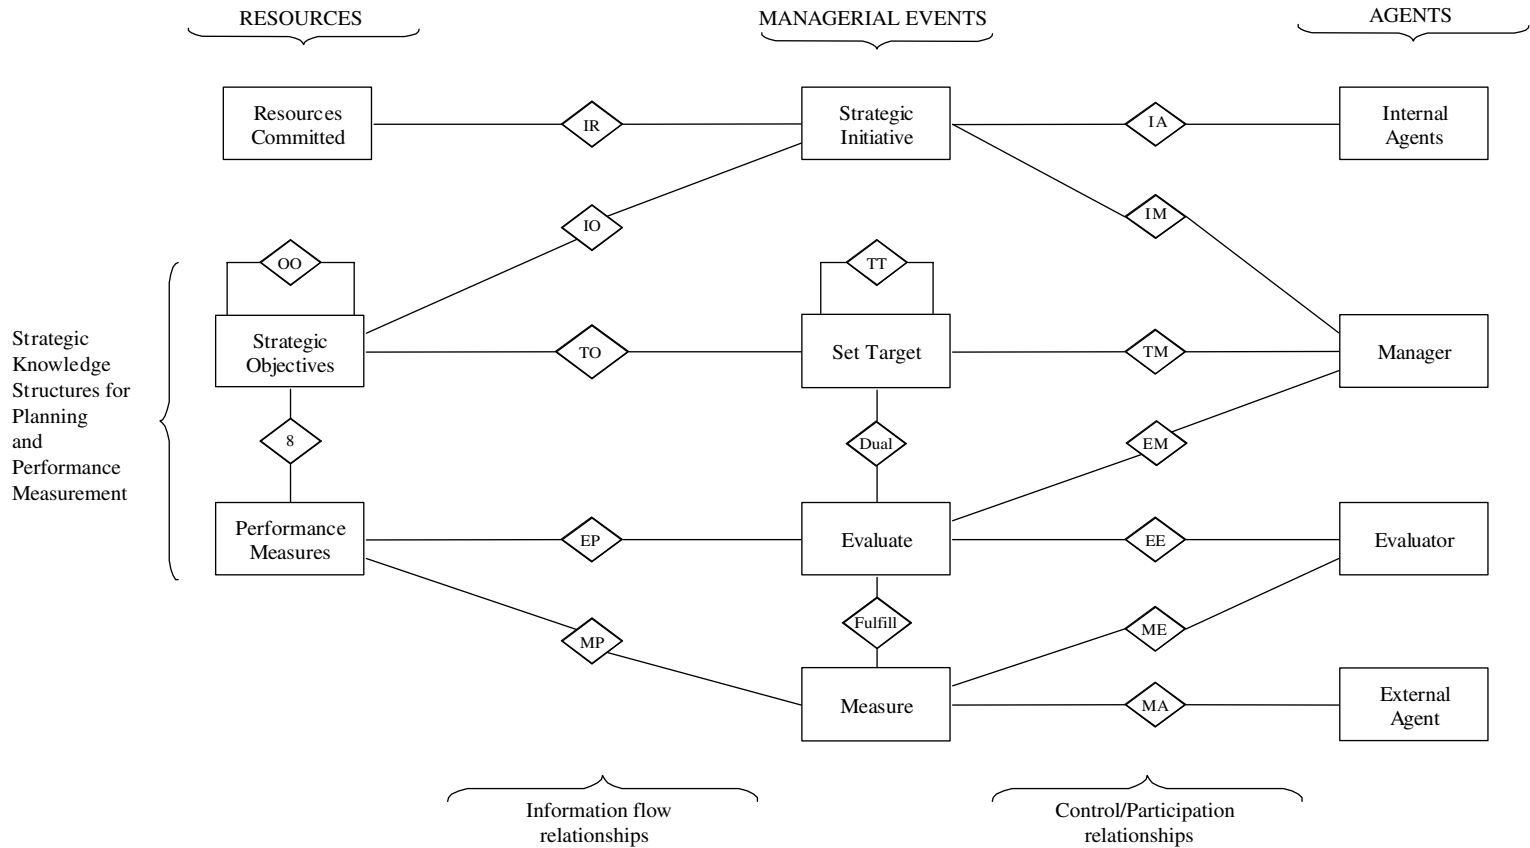 RESOURCES
MANAGERIAL EVENTS
AGENTS
Resources
Committed
IR
Strategic
Initiative
IA
Internal
Agents
IO
IM
OO
TT
Strategic
Knowledge
Structures for
Planning
and
Performance
Measurement
Strategic
Objectives
TO
Set Target
TM
Manager
8
Dual
EM
Performance
Measures
EP
Evaluate
EE
Evaluator
MP
Fulfill
ME
Measure
MA
External
Agent
Information flow
relationships
Control/Participation
relationships